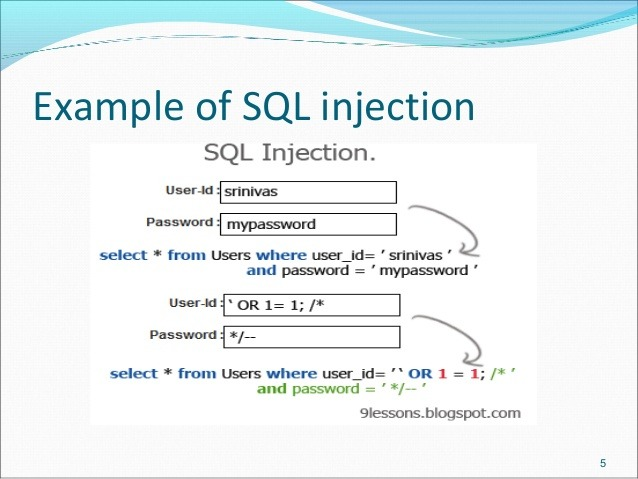 Example of SQL injection
SQL Injection.
User-Id : srinivas
Password : mypassword
select * from Users where user_id= ’ srinivas ’
and password = ’ mypassword ’
User-Id : ‘ OR 1= 1; /*
Password : */--
select * from Users where user_id= ’‘ OR 1 = 1; /* ’
and password = ’ */-- ’
9lessons.blogspot.com
5